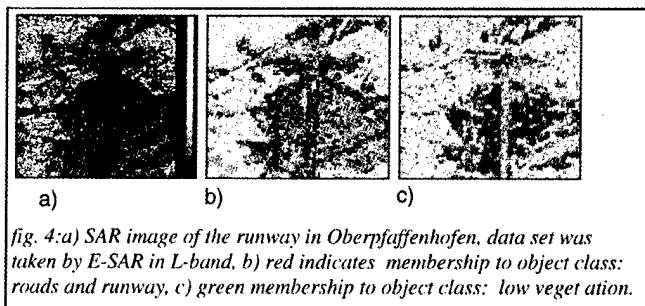 a) b) c)
fig. 4:a) SAR image of the runway in Oberpfaffenhofen, data set was
taken by E-SAR in L-band, b) red indicates membership to object class:
roads and runway, c) green membership to object class: low veget ation.